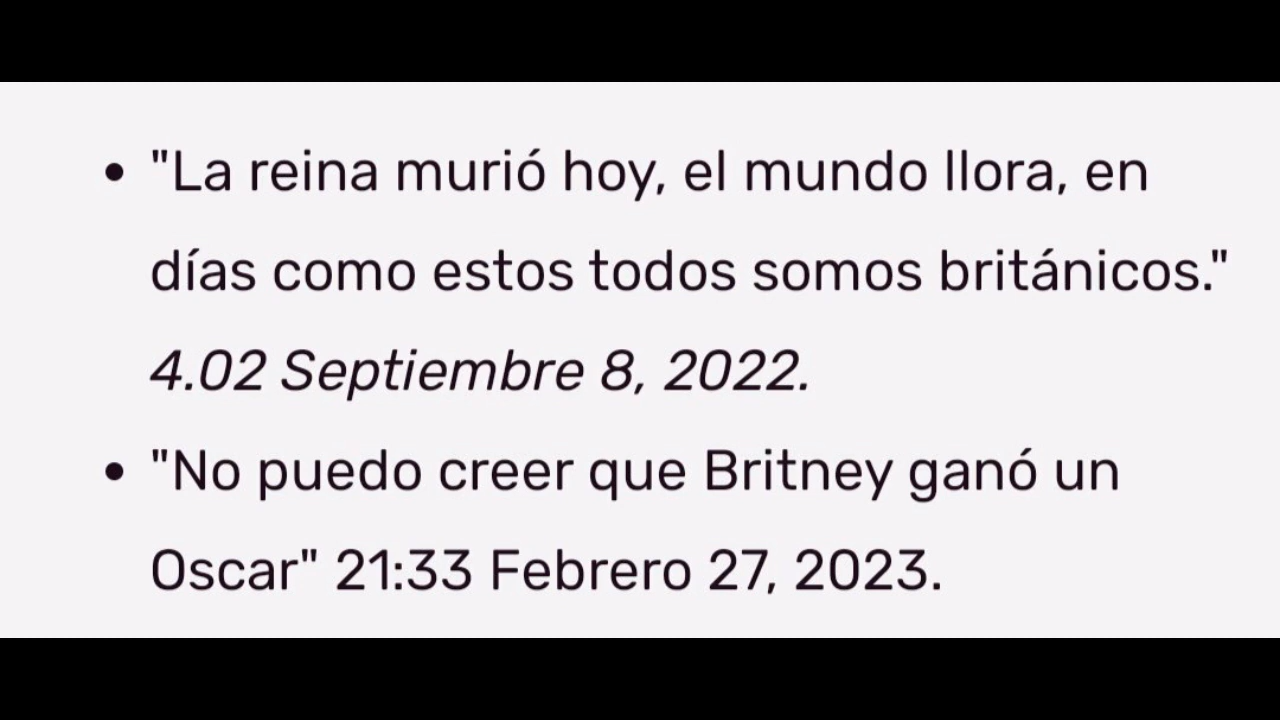 • "La reina murió hoy, el mundo llora, en
días como estos todos somos británicos."
4.02 Septiembre 8, 2022.
• "No puedo creer que Britney ganó un
Oscar" 21:33 Febrero 27, 2023.